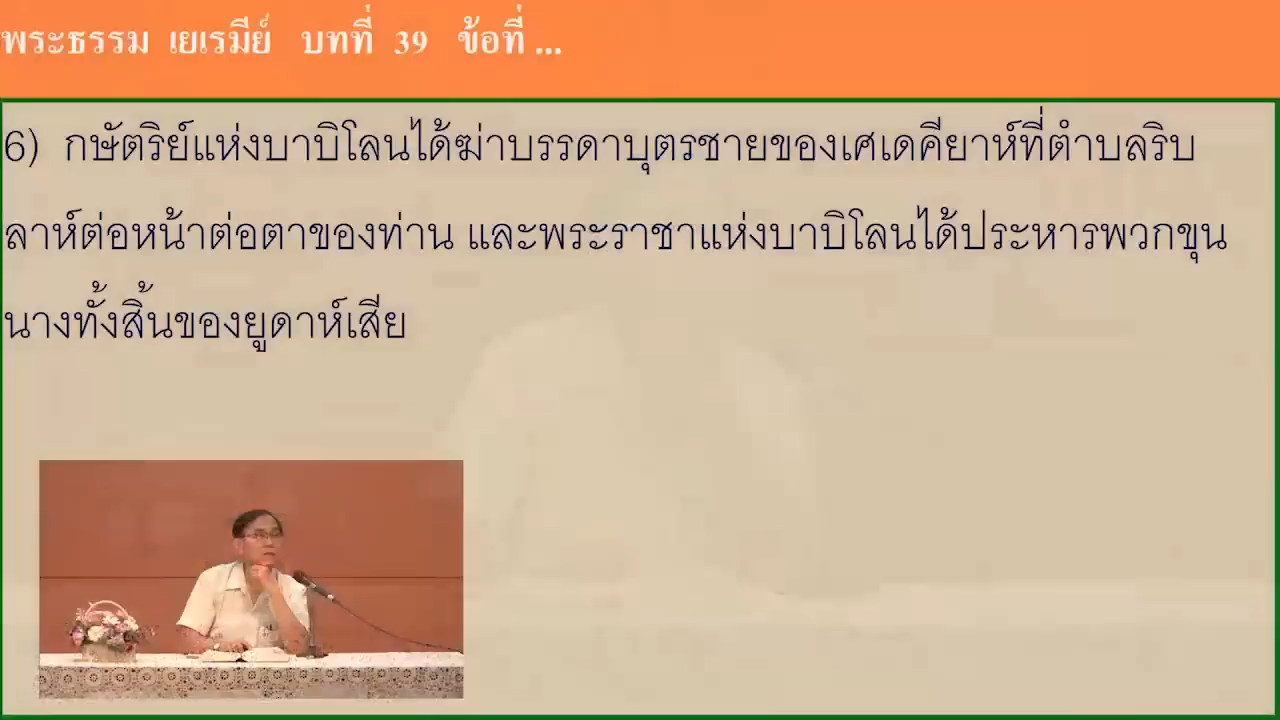 พระธรรม เยเรมีย์ บทที่ 39 ข้อที่ ...
6) กษัตริย์แห่งบาบิโลนได้ฆ่าบรรดาบุตรชายของเศเดคียาห์ที่ตำบลริบ
ลาห์ต่อหน้าต่อตาของท่าน และพระราชาแห่งบาบิโลนได้ประหารพวกขุน
นางทั้งสิ้นของยูดาห์เสีย